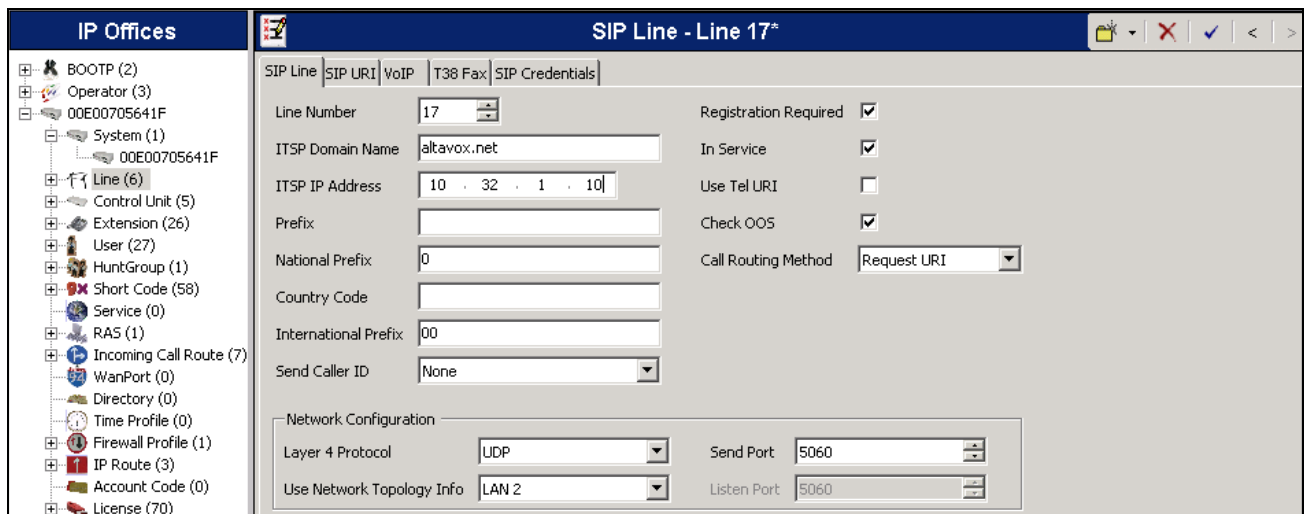 IP Offices
BOOTP (2)
Operator (3)
00E00705641F
System (1)
00E00705641F
Line (6)
Control Unit (5)
Extension (26)
User (27)
HuntGroup (1)
Short Code (58)
Service (0)
RAS (1)
Incoming Call Route (7)
WanPort (0)
Directory (0)
Time Profile (0)
Firewall Profile (1)
IP Route (3)
Account Code (0)
License (70)
SIP Line - Line 17*
SIP Line SIP URI VoIP T38 Fax SIP Credentials
Line Number 17 Registration Required
ITSP Domain Name altavox.net In Service
ITSP IP Address 10 . 32 . 1 . 10 Use Tel URI
Prefix Check OOS
National Prefix 0 Call Routing Method Request URI
Country Code
International Prefix 00
Send Caller ID None
Network Configuration
Layer 4 Protocol UDP Send Port 5060
Use Network Topology Info LAN 2 Listen Port 5060